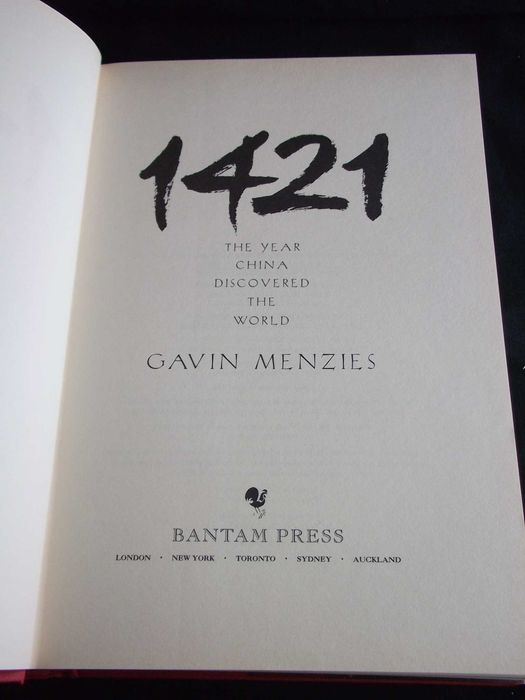 1421
THE YEAR
CHINA
DISCOVERED
THE
WORLD
GAVIN MENZIES
BANTAM PRESS
LONDON · NEW YORK · TORONTO · SYDNEY · AUCKLAND